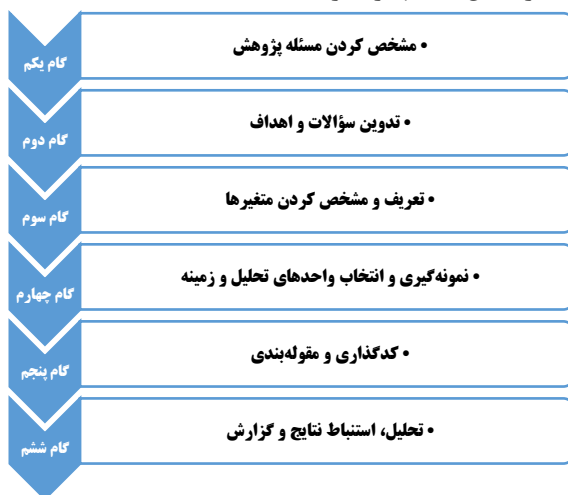 گام یکم
• مشخص کردن مسئله پژوهش
گام دوم
• تدوین سؤالات و اهداف
گام سوم
• تعریف و مشخص کردن متغیرها
گام چهارم
• نمونه‌گیری و انتخاب واحدهای تحلیل و زمینه
گام پنجم
• کدگذاری و مقوله‌بندی
گام ششم
• تحلیل، استنباط نتایج و گزارش